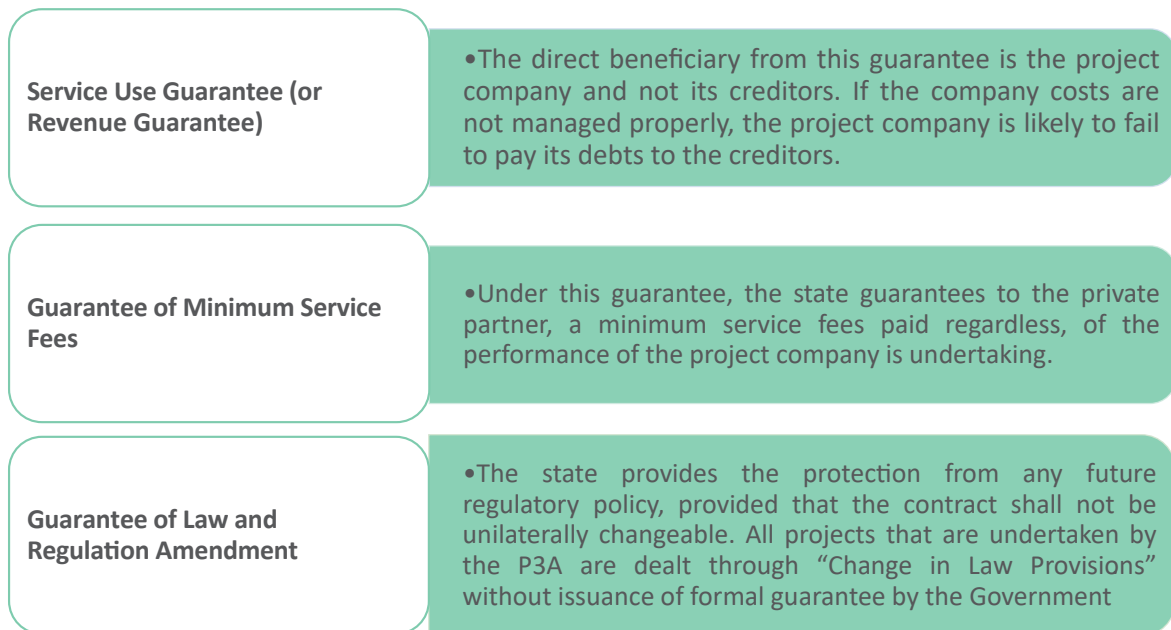 Service Use Guarantee (or
Revenue Guarantee)
•The direct beneficiary from this guarantee is the project
company and not its creditors. If the company costs are
not managed properly, the project company is likely to fail
to pay its debts to the creditors.
Guarantee of Minimum Service
Fees
•Under this guarantee, the state guarantees to the private
partner, a minimum service fees paid regardless, of the
performance of the project company is undertaking.
Guarantee of Law and
Regulation Amendment
•The state provides the protection from any future
regulatory policy, provided that the contract shall not be
unilaterally changeable. All projects that are undertaken by
the P3A are dealt through “Change in Law Provisions”
without issuance of formal guarantee by the Government